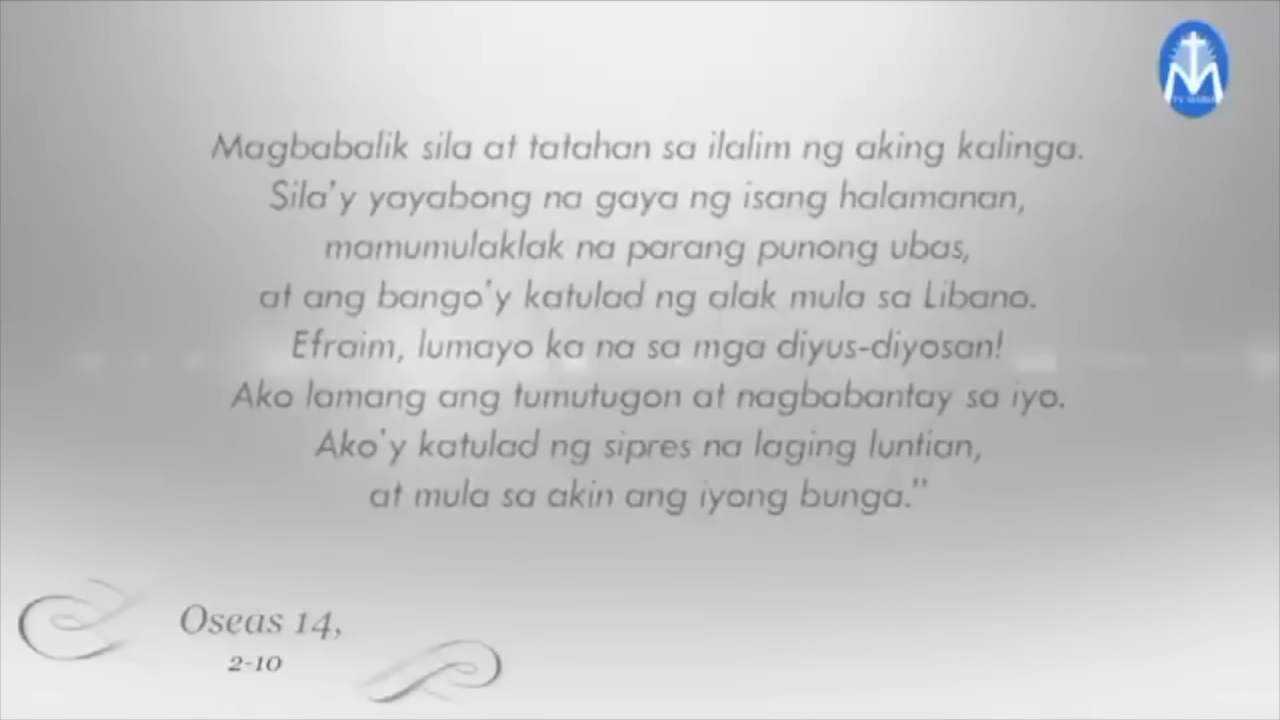 TV MARIA
Magbabalik sila at tatahan sa ilalim ng aking kalinga.
Sila'y yayabong na gaya ng isang halamanan,
mamumulaklak na parang punong ubas,
at ang bango'y katulad ng alak mula sa Libano.
Efraim, lumayo ka na sa mga diyus-diyosan!
Ako lamang ang tumutugon at nagbabantay sa iyo.
Ako'y katulad ng sipres na laging luntian,
at mula sa akin ang iyong bunga."
Oseas 14,
2-10